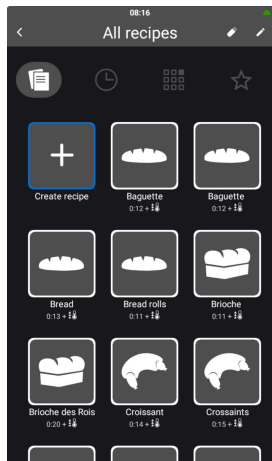 08:16
All recipes
Create recipe
Baguette
0:12 +
Baguette
0:12 +
Bread
0:13 +
Bread rolls
0:11 +
Brioche
0:11 +
Brioche des Rois
0:20 +
Croissant
0:14 +
Crossaints
0:15 +